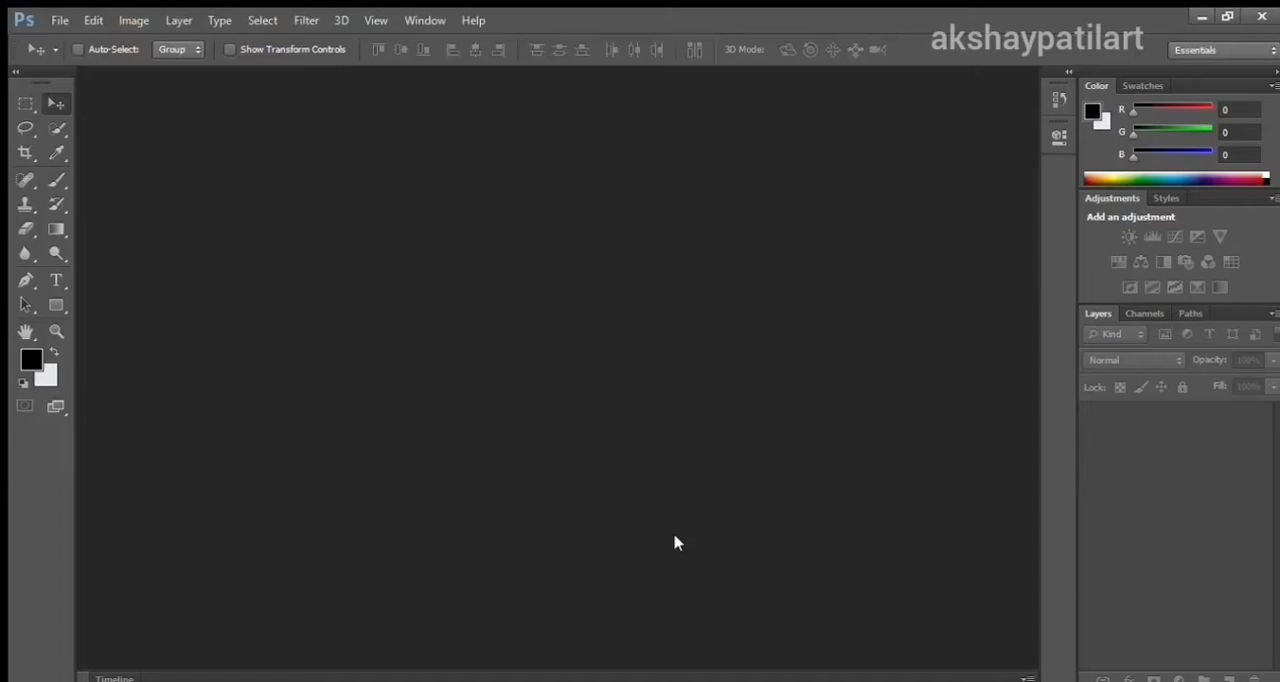 Ps File Edit Image Layer Type Select Filter 3D View Window Help
akshaypatilart
Auto-Select: Group Show Transform Controls 3D Mode: Essentials
Color Swatches
R 0
G 0
B 0
Adjustments Styles
Add an adjustment
T
Layers Channels Paths
Kind T
Normal Opacity: 100%
Lock: Fill: 100%
Timeline